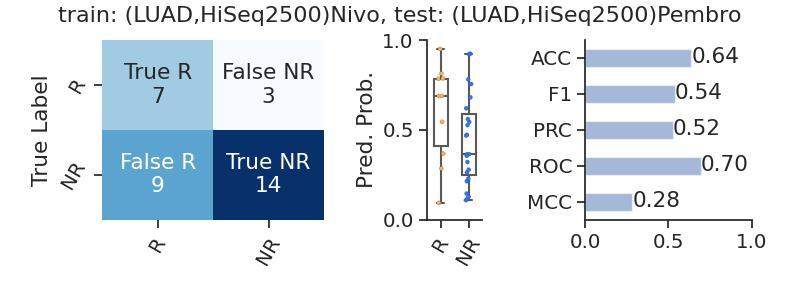 train: (LUAD,HiSeq2500)Nivo, test: (LUAD,HiSeq2500)Pembro
True Label
R
NR
True R
7
False NR
3
False R
9
True NR
14
R
NR
Pred. Prob.
1.0
0.5
0.0
R
NR
ACC
0.64
F1
0.54
PRC
0.52
ROC
0.70
MCC
0.28
0.0
0.5
1.0